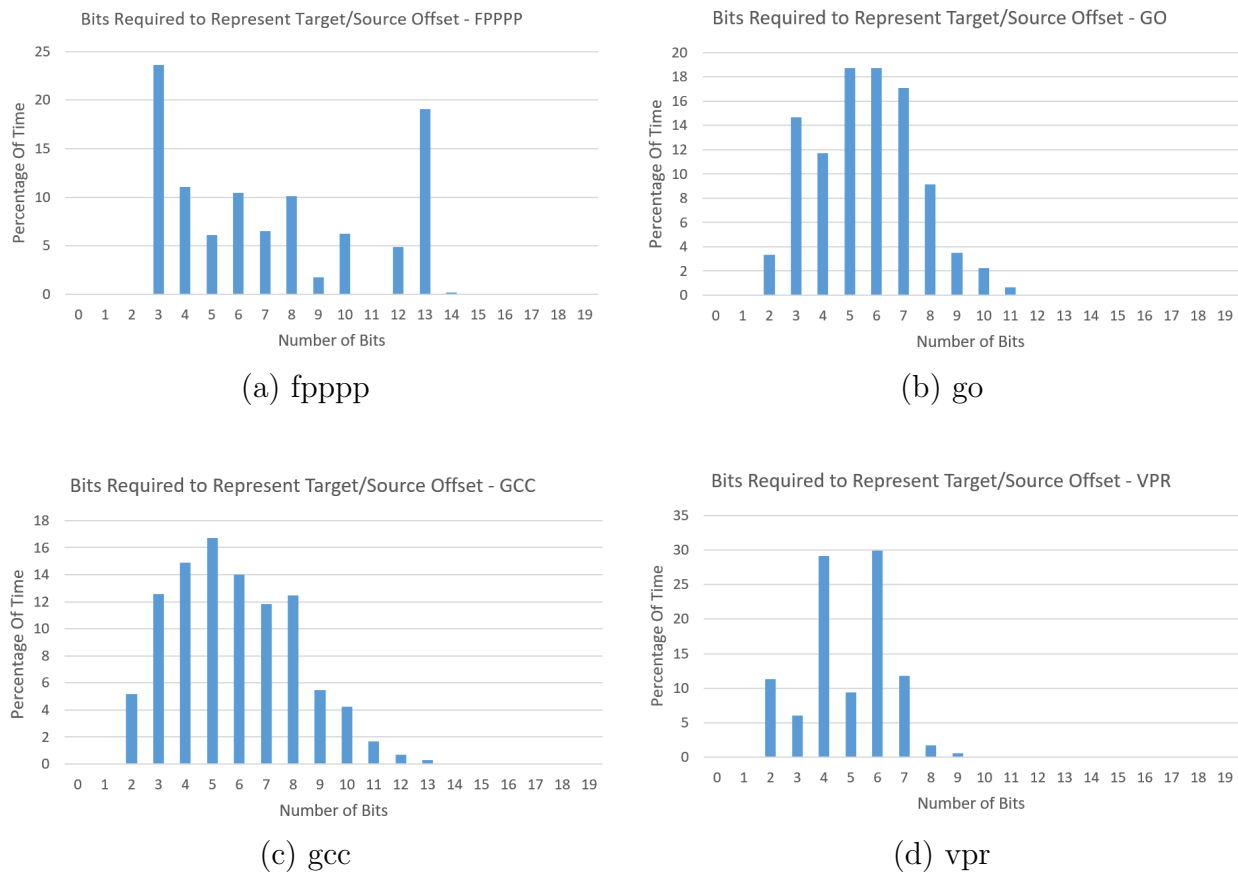 Bits Required to Represent Target/Source Offset - FPPPP
25
20
15
10
5
0
Percentage Of Time
0 1 2 3 4 5 6 7 8 9 10 11 12 13 14 15 16 17 18 19
Number of Bits
(a) fpppp
Bits Required to Represent Target/Source Offset - GO
20
18
16
14
12
10
8
6
4
2
0
Percentage Of Time
0 1 2 3 4 5 6 7 8 9 10 11 12 13 14 15 16 17 18 19
Number of Bits
(b) go
Bits Required to Represent Target/Source Offset - GCC
18
16
14
12
10
8
6
4
2
0
Percentage Of Time
0 1 2 3 4 5 6 7 8 9 10 11 12 13 14 15 16 17 18 19
Number of Bits
(c) gcc
Bits Required to Represent Target/Source Offset - VPR
35
30
25
20
15
10
5
0
Percentage Of Time
0 1 2 3 4 5 6 7 8 9 10 11 12 13 14 15 16 17 18 19
Number of Bits
(d) vpr